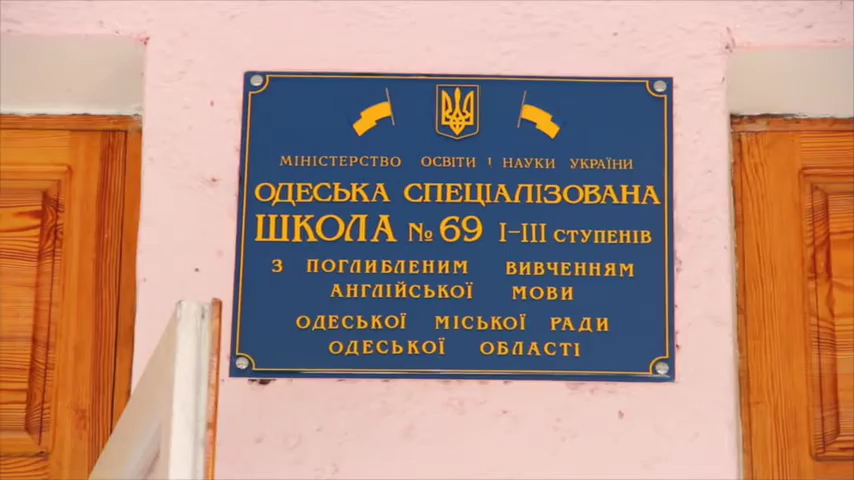 МІНІСТЕРСТВО ОСВІТИ І НАУКИ УКРАЇНИ
ОДЕСЬКА СПЕЦІАЛІЗОВАНА
ШКОЛА № 69 І-ІІІ СТУПЕНІВ
З ПОГЛИБЛЕНИМ ВИВЧЕННЯМ
АНГЛІЙСЬКОЇ МОВИ
ОДЕСЬКОЇ МІСЬКОЇ РАДИ
ОДЕСЬКОЇ ОБЛАСТІ